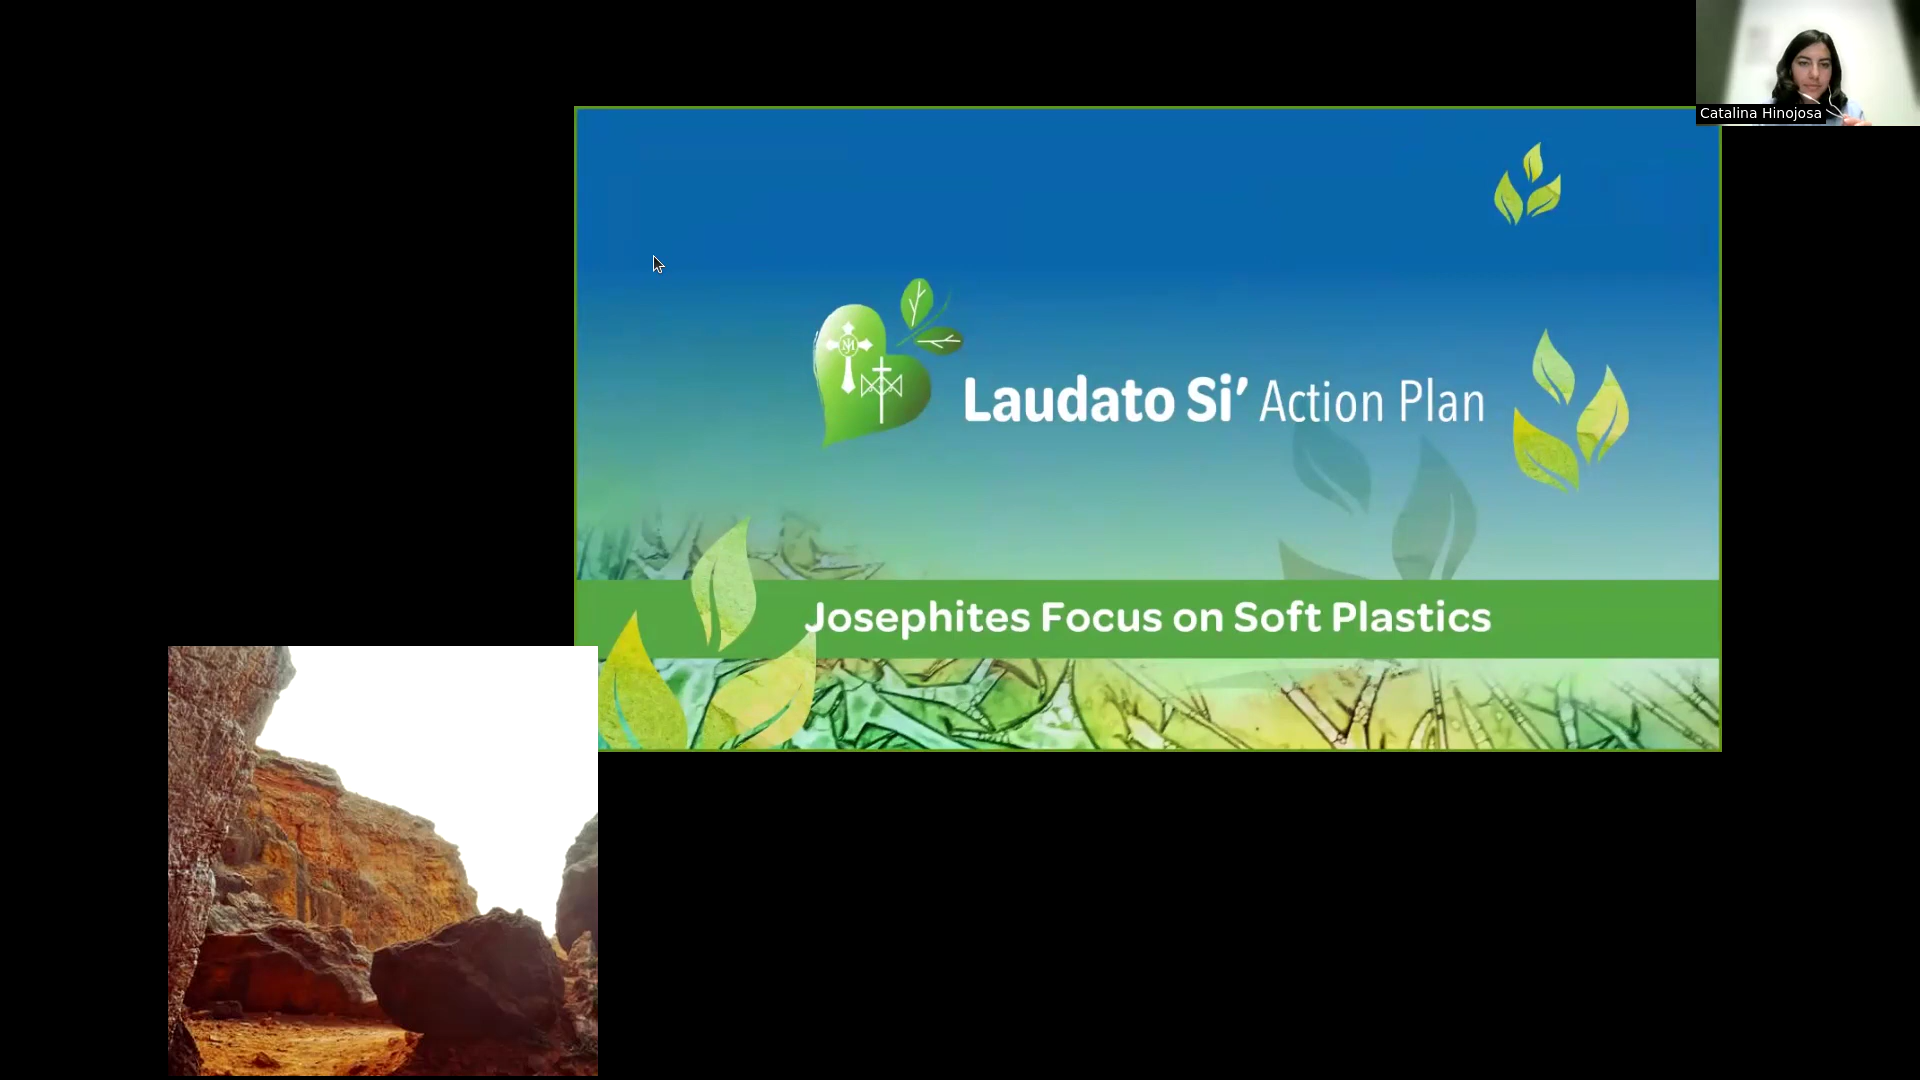 Catalina Hinojosa
Laudato Si’ Action Plan
Josephites Focus on Soft Plastics